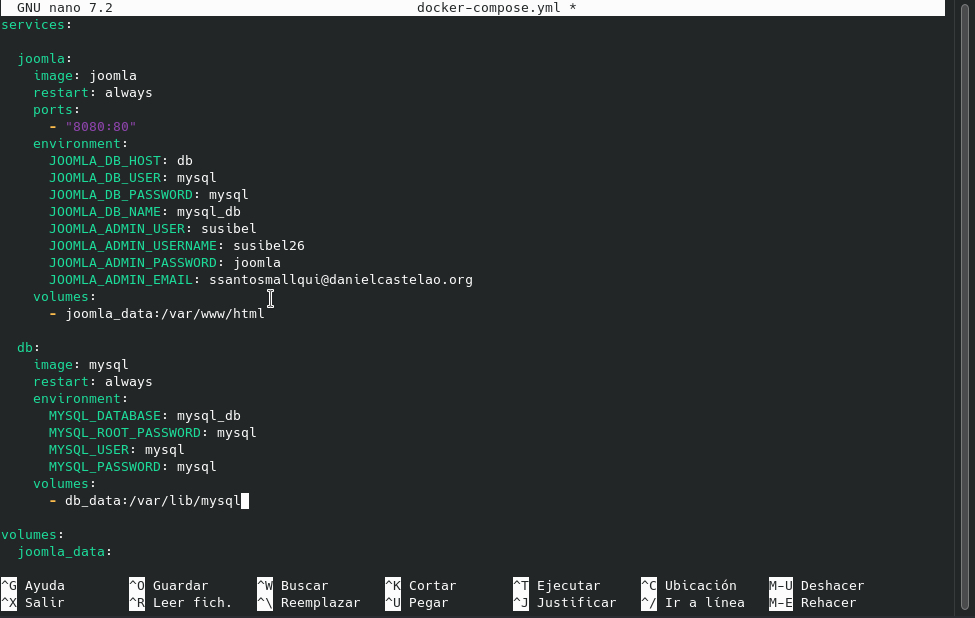 GNU nano 7.2 docker-compose.yml *
services:
joomla:
image: joomla
restart: always
ports:
- "8080:80"
environment:
JOOMLA_DB_HOST: db
JOOMLA_DB_USER: mysql
JOOMLA_DB_PASSWORD: mysql
JOOMLA_DB_NAME: mysql_db
JOOMLA_ADMIN_USER: susibel
JOOMLA_ADMIN_USERNAME: susibel26
JOOMLA_ADMIN_PASSWORD: joomla
JOOMLA_ADMIN_EMAIL: ssantosmallqui@danielcastelao.org
volumes:
- joomla_data:/var/www/html
db:
image: mysql
restart: always
environment:
MYSQL_DATABASE: mysql_db
MYSQL_ROOT_PASSWORD: mysql
MYSQL_USER: mysql
MYSQL_PASSWORD: mysql
volumes:
- db_data:/var/lib/mysql
volumes:
joomla_data:
^G Ayuda ^O Guardar ^W Buscar ^K Cortar ^T Ejecutar ^C Ubicación M-U Deshacer
^X Salir ^R Leer fich. ^\ Reemplazar ^U Pegar ^J Justificar ^/ Ir a línea M-E Rehacer